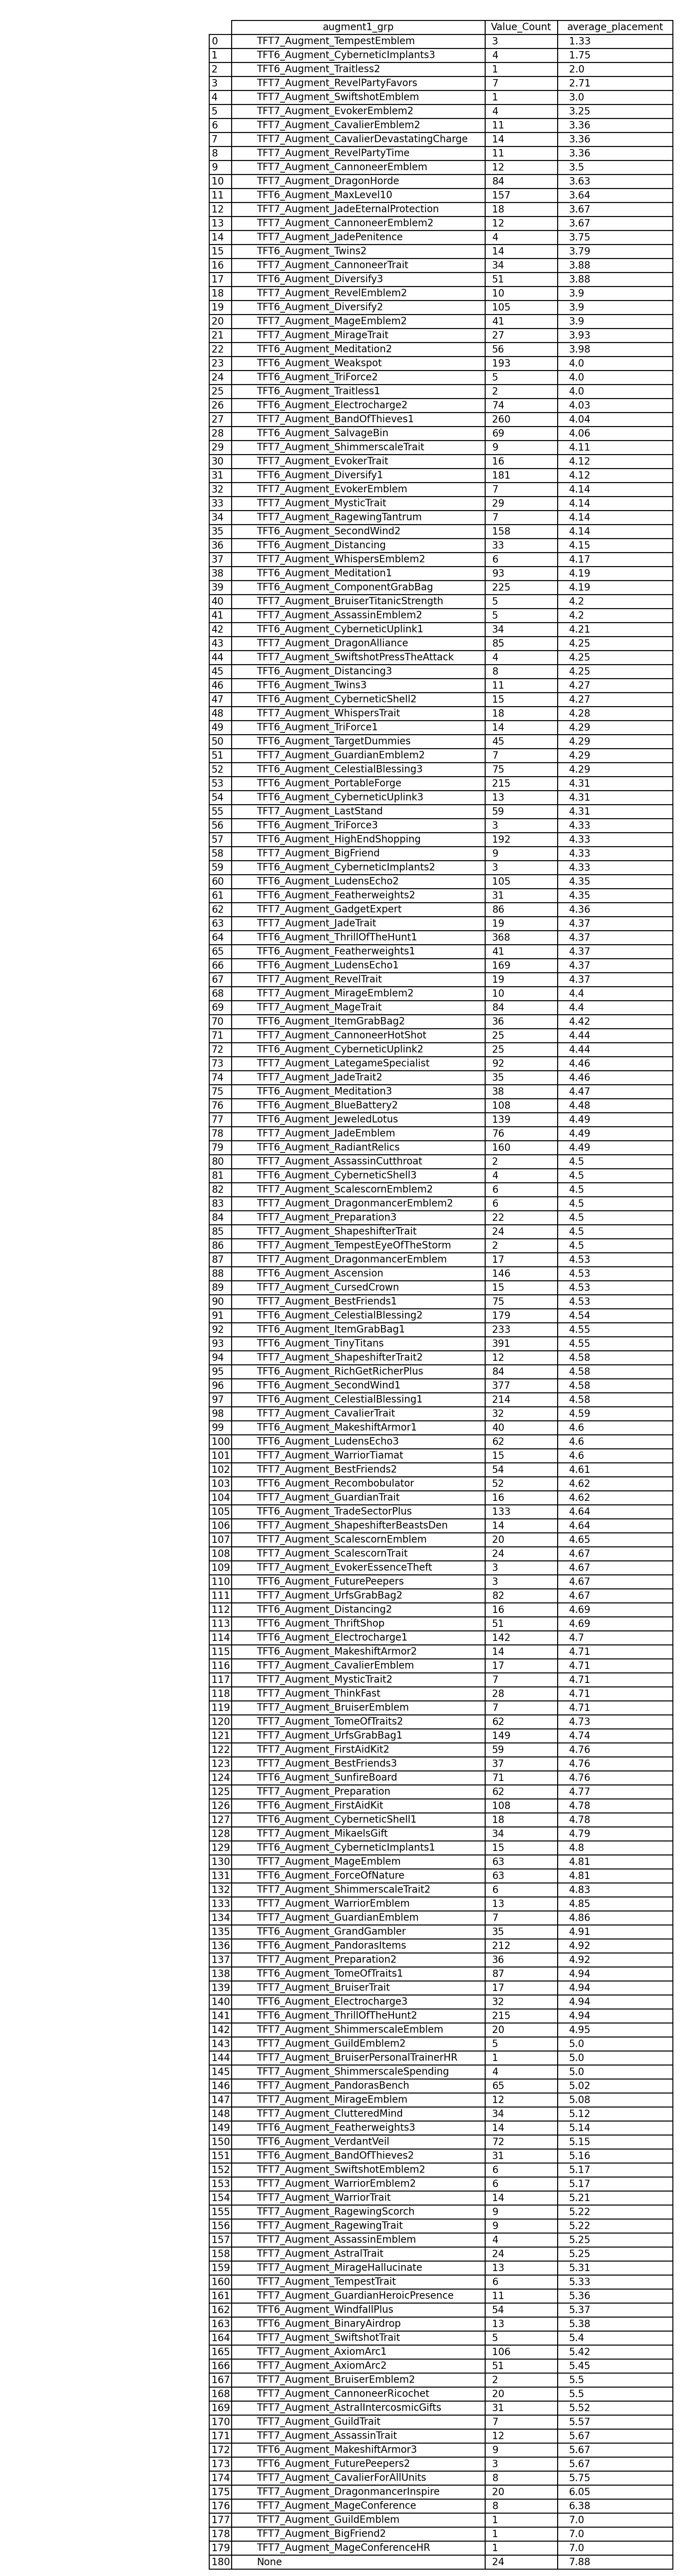 augment1_grp Value_Count average_placement
0 TFT7_Augment_TempestEmblem 3 1.33
1 TFT6_Augment_CyberneticImplants3 4 1.75
2 TFT6_Augment_Traitless2 1 2.0
3 TFT7_Augment_RevelPartyFavors 7 2.71
4 TFT7_Augment_SwiftshotEmblem 1 3.0
5 TFT7_Augment_EvokerEmblem2 4 3.25
6 TFT7_Augment_CavalierEmblem2 11 3.36
7 TFT7_Augment_CavalierDevastatingCharge 14 3.36
8 TFT7_Augment_RevelPartyTime 11 3.36
9 TFT7_Augment_CannoneerEmblem 12 3.5
10 TFT7_Augment_DragonHorde 84 3.63
11 TFT6_Augment_MaxLevel10 157 3.64
12 TFT7_Augment_JadeEternalProtection 18 3.67
13 TFT7_Augment_CannoneerEmblem2 12 3.67
14 TFT7_Augment_JadePenitence 4 3.75
15 TFT6_Augment_Twins2 14 3.79
16 TFT7_Augment_CannoneerTrait 34 3.88
17 TFT6_Augment_Diversify3 51 3.88
18 TFT7_Augment_RevelEmblem2 10 3.9
19 TFT6_Augment_Diversify2 105 3.9
20 TFT7_Augment_MageEmblem2 41 3.9
21 TFT7_Augment_MirageTrait 27 3.93
22 TFT6_Augment_Meditation2 56 3.98
23 TFT6_Augment_Weakspot 193 4.0
24 TFT6_Augment_TriForce2 5 4.0
25 TFT6_Augment_Traitless1 2 4.0
26 TFT6_Augment_Electrocharge2 74 4.03
27 TFT6_Augment_BandOfThieves1 260 4.04
28 TFT6_Augment_SalvageBin 69 4.06
29 TFT7_Augment_ShimmerscaleTrait 9 4.11
30 TFT7_Augment_EvokerTrait 16 4.12
31 TFT6_Augment_Diversify1 181 4.12
32 TFT7_Augment_EvokerEmblem 7 4.14
33 TFT7_Augment_MysticTrait 29 4.14
34 TFT7_Augment_RagewingTantrum 7 4.14
35 TFT6_Augment_SecondWind2 158 4.14
36 TFT6_Augment_Distancing 33 4.15
37 TFT7_Augment_WhispersEmblem2 6 4.17
38 TFT6_Augment_Meditation1 93 4.19
39 TFT6_Augment_ComponentGrabBag 225 4.19
40 TFT7_Augment_BruiserTitanicStrength 5 4.2
41 TFT7_Augment_AssassinEmblem2 5 4.2
42 TFT6_Augment_CyberneticUplink1 34 4.21
43 TFT7_Augment_DragonAlliance 85 4.25
44 TFT7_Augment_SwiftshotPressTheAttack 4 4.25
45 TFT6_Augment_Distancing3 8 4.25
46 TFT6_Augment_Twins3 11 4.27
47 TFT6_Augment_CyberneticShell2 15 4.27
48 TFT7_Augment_WhispersTrait 18 4.28
49 TFT6_Augment_TriForce1 14 4.29
50 TFT6_Augment_TargetDummies 45 4.29
51 TFT7_Augment_GuardianEmblem2 7 4.29
52 TFT6_Augment_CelestialBlessing3 75 4.29
53 TFT6_Augment_PortableForge 215 4.31
54 TFT6_Augment_CyberneticUplink3 13 4.31
55 TFT7_Augment_LastStand 59 4.31
56 TFT6_Augment_TriForce3 3 4.33
57 TFT6_Augment_HighEndShopping 192 4.33
58 TFT7_Augment_BigFriend 9 4.33
59 TFT6_Augment_CyberneticImplants2 3 4.33
60 TFT6_Augment_LudensEcho2 105 4.35
61 TFT6_Augment_Featherweights2 31 4.35
62 TFT7_Augment_GadgetExpert 86 4.36
63 TFT7_Augment_JadeTrait 19 4.37
64 TFT6_Augment_ThrillOfTheHunt1 368 4.37
65 TFT6_Augment_Featherweights1 41 4.37
66 TFT6_Augment_LudensEcho1 169 4.37
67 TFT7_Augment_RevelTrait 19 4.37
68 TFT7_Augment_MirageEmblem2 10 4.4
69 TFT7_Augment_MageTrait 84 4.4
70 TFT6_Augment_ItemGrabBag2 36 4.42
71 TFT7_Augment_CannoneerHotShot 25 4.44
72 TFT6_Augment_CyberneticUplink2 25 4.44
73 TFT7_Augment_LategameSpecialist 92 4.46
74 TFT7_Augment_JadeTrait2 35 4.46
75 TFT6_Augment_Meditation3 38 4.47
76 TFT6_Augment_BlueBattery2 108 4.48
77 TFT6_Augment_JeweledLotus 139 4.49
78 TFT7_Augment_JadeEmblem 76 4.49
79 TFT6_Augment_RadiantRelics 160 4.49
80 TFT7_Augment_AssassinCutthroat 2 4.5
81 TFT6_Augment_CyberneticShell3 4 4.5
82 TFT7_Augment_ScalescornEmblem2 6 4.5
83 TFT7_Augment_DragonmancerEmblem2 6 4.5
84 TFT7_Augment_Preparation3 22 4.5
85 TFT7_Augment_ShapeshifterTrait 24 4.5
86 TFT7_Augment_TempestEyeOfTheStorm 2 4.5
87 TFT7_Augment_DragonmancerEmblem 17 4.53
88 TFT6_Augment_Ascension 146 4.53
89 TFT7_Augment_CursedCrown 15 4.53
90 TFT7_Augment_BestFriends1 75 4.53
91 TFT6_Augment_CelestialBlessing2 179 4.54
92 TFT6_Augment_ItemGrabBag1 233 4.55
93 TFT6_Augment_TinyTitans 391 4.55
94 TFT7_Augment_ShapeshifterTrait2 12 4.58
95 TFT6_Augment_RichGetRicherPlus 84 4.58
96 TFT6_Augment_SecondWind1 377 4.58
97 TFT6_Augment_CelestialBlessing1 214 4.58
98 TFT7_Augment_CavalierTrait 32 4.59
99 TFT6_Augment_MakeshiftArmor1 40 4.6
100 TFT6_Augment_LudensEcho3 62 4.6
101 TFT7_Augment_WarriorTiamat 15 4.6
102 TFT7_Augment_BestFriends2 54 4.61
103 TFT6_Augment_Recombobulator 52 4.62
104 TFT7_Augment_GuardianTrait 16 4.62
105 TFT6_Augment_TradeSectorPlus 133 4.64
106 TFT7_Augment_ShapeshifterBeastsDen 14 4.64
107 TFT7_Augment_ScalescornEmblem 20 4.65
108 TFT7_Augment_ScalescornTrait 24 4.67
109 TFT7_Augment_EvokerEssenceTheft 3 4.67
110 TFT6_Augment_FuturePeepers 3 4.67
111 TFT7_Augment_UrfsGrabBag2 82 4.67
112 TFT6_Augment_Distancing2 16 4.69
113 TFT6_Augment_ThriftShop 51 4.69
114 TFT6_Augment_Electrocharge1 142 4.7
115 TFT6_Augment_MakeshiftArmor2 14 4.71
116 TFT7_Augment_CavalierEmblem 17 4.71
117 TFT7_Augment_MysticTrait2 7 4.71
118 TFT7_Augment_ThinkFast 28 4.71
119 TFT7_Augment_BruiserEmblem 7 4.71
120 TFT6_Augment_TomeOfTraits2 62 4.73
121 TFT7_Augment_UrfsGrabBag1 149 4.74
122 TFT7_Augment_FirstAidKit2 59 4.76
123 TFT7_Augment_BestFriends3 37 4.76
124 TFT6_Augment_SunfireBoard 71 4.76
125 TFT7_Augment_Preparation 62 4.77
126 TFT6_Augment_FirstAidKit 108 4.78
127 TFT6_Augment_CyberneticShell1 18 4.78
128 TFT7_Augment_MikaelsGift 34 4.79
129 TFT6_Augment_CyberneticImplants1 15 4.8
130 TFT7_Augment_MageEmblem 63 4.81
131 TFT6_Augment_ForceOfNature 63 4.81
132 TFT7_Augment_ShimmerscaleTrait2 6 4.83
133 TFT7_Augment_WarriorEmblem 13 4.85
134 TFT7_Augment_GuardianEmblem 7 4.86
135 TFT6_Augment_GrandGambler 35 4.91
136 TFT6_Augment_PandorasItems 212 4.92
137 TFT7_Augment_Preparation2 36 4.92
138 TFT6_Augment_TomeOfTraits1 87 4.94
139 TFT7_Augment_BruiserTrait 17 4.94
140 TFT6_Augment_Electrocharge3 32 4.94
141 TFT6_Augment_ThrillOfTheHunt2 215 4.94
142 TFT7_Augment_ShimmerscaleEmblem 20 4.95
143 TFT7_Augment_GuildEmblem2 5 5.0
144 TFT7_Augment_BruiserPersonalTrainerHR 1 5.0
145 TFT7_Augment_ShimmerscaleSpending 4 5.0
146 TFT7_Augment_PandorasBench 65 5.02
147 TFT7_Augment_MirageEmblem 12 5.08
148 TFT7_Augment_ClutteredMind 34 5.12
149 TFT6_Augment_Featherweights3 14 5.14
150 TFT6_Augment_VerdantVeil 72 5.15
151 TFT6_Augment_BandOfThieves2 31 5.16
152 TFT7_Augment_SwiftshotEmblem2 6 5.17
153 TFT7_Augment_WarriorEmblem2 6 5.17
154 TFT7_Augment_WarriorTrait 14 5.21
155 TFT7_Augment_RagewingScorch 9 5.22
156 TFT7_Augment_RagewingTrait 9 5.22
157 TFT7_Augment_AssassinEmblem 4 5.25
158 TFT7_Augment_AstralTrait 24 5.25
159 TFT7_Augment_MirageHallucinate 13 5.31
160 TFT7_Augment_TempestTrait 6 5.33
161 TFT7_Augment_GuardianHeroicPresence 11 5.36
162 TFT6_Augment_WindfallPlus 54 5.37
163 TFT6_Augment_BinaryAirdrop 13 5.38
164 TFT7_Augment_SwiftshotTrait 5 5.4
165 TFT7_Augment_AxiomArc1 106 5.42
166 TFT7_Augment_AxiomArc2 51 5.45
167 TFT7_Augment_BruiserEmblem2 2 5.5
168 TFT7_Augment_CannoneerRicochet 20 5.5
169 TFT7_Augment_AstralIntercosmicGifts 31 5.52
170 TFT7_Augment_GuildTrait 7 5.57
171 TFT7_Augment_AssassinTrait 12 5.67
172 TFT6_Augment_MakeshiftArmor3 9 5.67
173 TFT6_Augment_FuturePeepers2 3 5.67
174 TFT7_Augment_CavalierForAllUnits 8 5.75
175 TFT7_Augment_DragonmancerInspire 20 6.05
176 TFT7_Augment_MageConference 8 6.38
177 TFT7_Augment_GuildEmblem 1 7.0
178 TFT7_Augment_BigFriend2 1 7.0
179 TFT7_Augment_MageConferenceHR 1 7.0
180 None 24 7.88